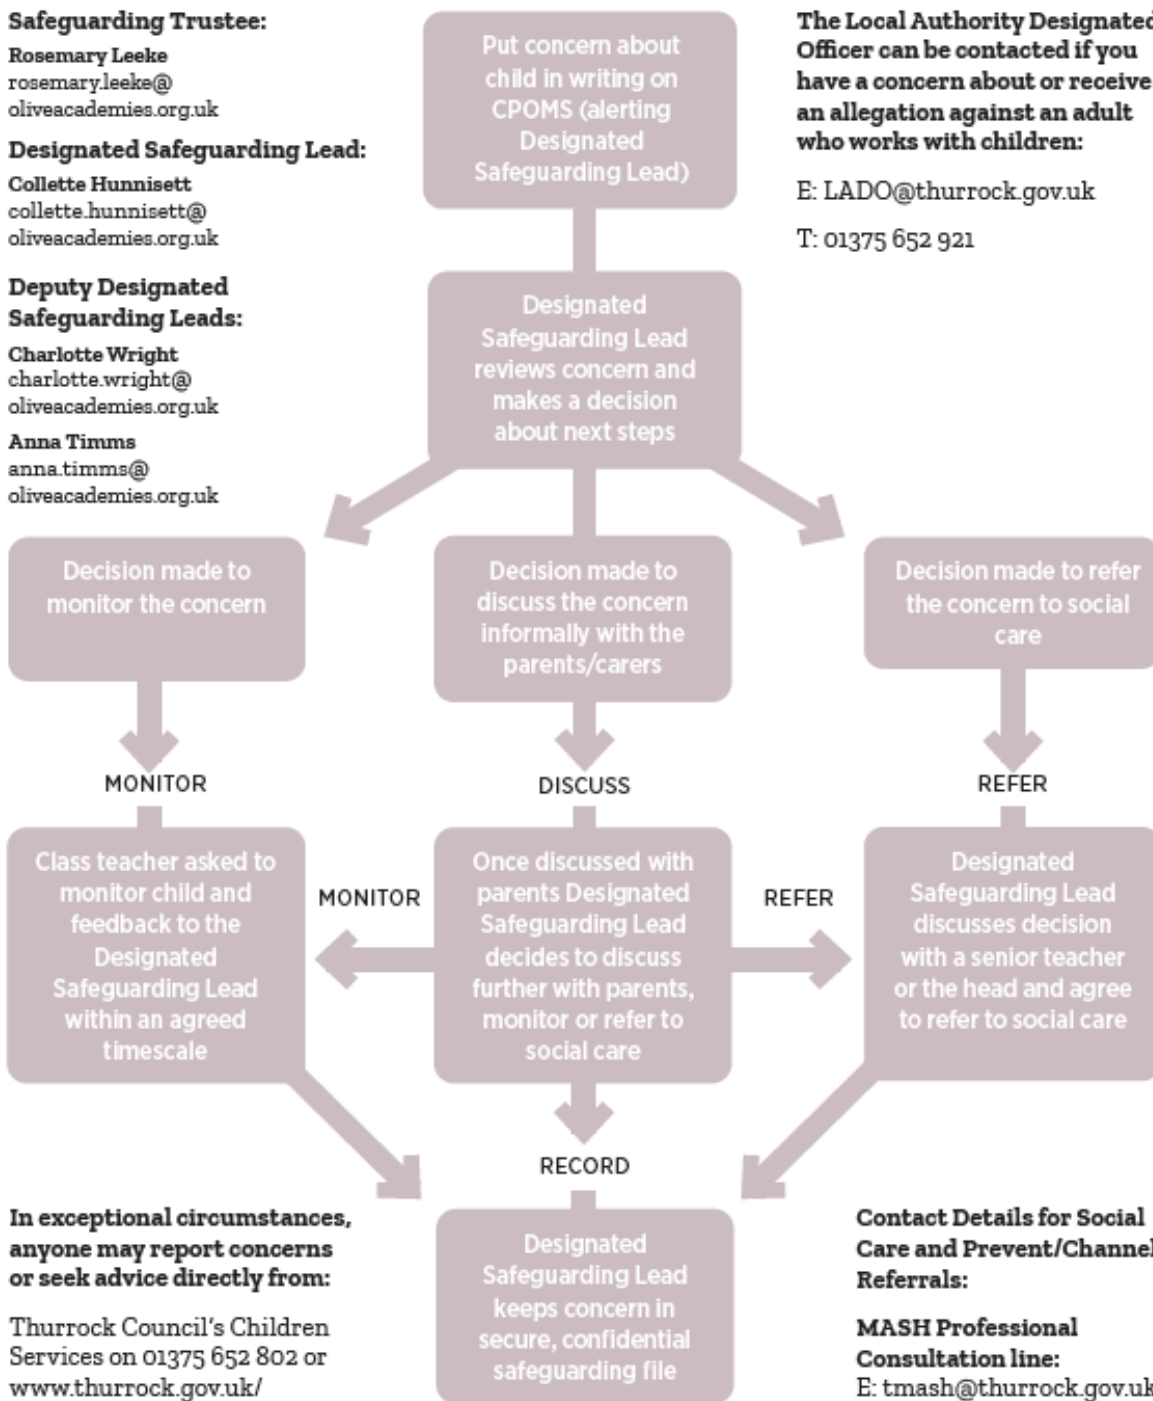 Safeguarding Trustee:
Rosemary Leeke
rosemary.leeke@
oliveacademies.org.uk
Designated Safeguarding Lead:
Collette Hunnisett
collette.hunnisett@
oliveacademies.org.uk
Deputy Designated
Safeguarding Leads:
Charlotte Wright
charlotte.wright@
oliveacademies.org.uk
Anna Timms
anna.timms@
oliveacademies.org.uk
Put concern about
child in writing on
CPOMS (alerting
Designated
Safeguarding Lead)
The Local Authority Designated
Officer can be contacted if you
have a concern about or receive
an allegation against an adult
who works with children:
E: LADO@thurrock.gov.uk
T: 01375 652 921
Designated
Safeguarding Lead
reviews concern and
makes a decision
about next steps
Decision made to
monitor the concern
Decision made to
discuss the concern
informally with the
parents/carers
Decision made to refer
the concern to social
care
MONITOR
DISCUSS
REFER
Class teacher asked to
monitor child and
feedback to the
Designated
Safeguarding Lead
within an agreed
timescale
MONITOR
Once discussed with
parents Designated
Safeguarding Lead
decides to discuss
further with parents,
monitor or refer to
social care
REFER
Designated
Safeguarding Lead
discusses decision
with a senior teacher
or the head and agree
to refer to social care
RECORD
In exceptional circumstances,
anyone may report concerns
or seek advice directly from:
Thurrock Council's Children
Services on 01375 652 802 or
www.thurrock.gov.uk/
Designated
Safeguarding Lead
keeps concern in
secure, confidential
safeguarding file
Contact Details for Social
Care and Prevent/Channel
Referrals:
MASH Professional
Consultation line:
E: tmash@thurrock.gov.uk